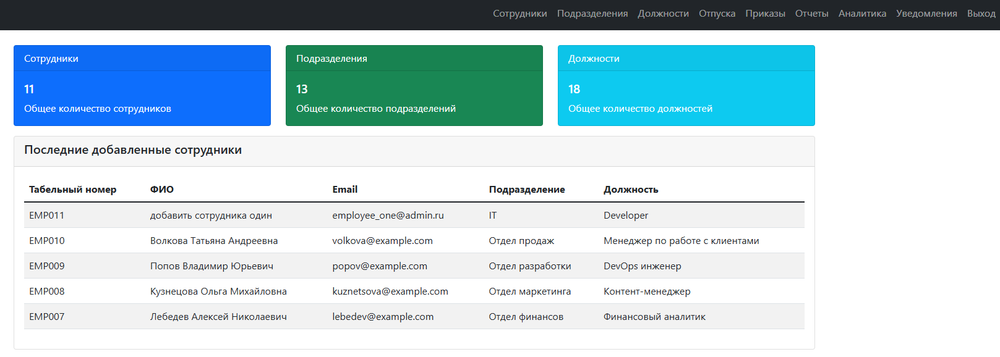 Сотрудники Подразделения Должности Отпуска Приказы Отчеты Аналитика Уведомления Выход
Сотрудники
11
Общее количество сотрудников
Подразделения
13
Общее количество подразделений
Должности
18
Общее количество должностей
Последние добавленные сотрудники
Табельный номер ФИО Email Подразделение Должность
EMP011 добавить сотрудника один employee_one@admin.ru IT Developer
EMP010 Волкова Татьяна Андреевна volkova@example.com Отдел продаж Менеджер по работе с клиентами
EMP009 Попов Владимир Юрьевич popov@example.com Отдел разработки DevOps инженер
EMP008 Кузнецова Ольга Михайловна kuznetsova@example.com Отдел маркетинга Контент-менеджер
EMP007 Лебедев Алексей Николаевич lebedev@example.com Отдел финансов Финансовый аналитик